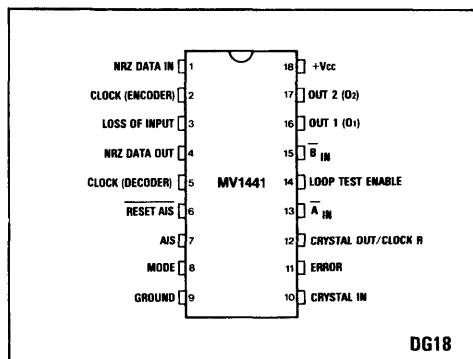 NRZ DATA IN 1
CLOCK (ENCODER) 2
LOSS OF INPUT 3
NRZ DATA OUT 4
CLOCK (DECODER) 5
RESET AIS 6
AIS 7
MODE 8
GROUND 9
MV1441
18 +Vcc
17 OUT 2 (O2)
16 OUT 1 (O1)
15 B̅ IN
14 LOOP TEST ENABLE
13 A̅ IN
12 CRYSTAL OUT/CLOCK R
11 ERROR
10 CRYSTAL IN
DG18